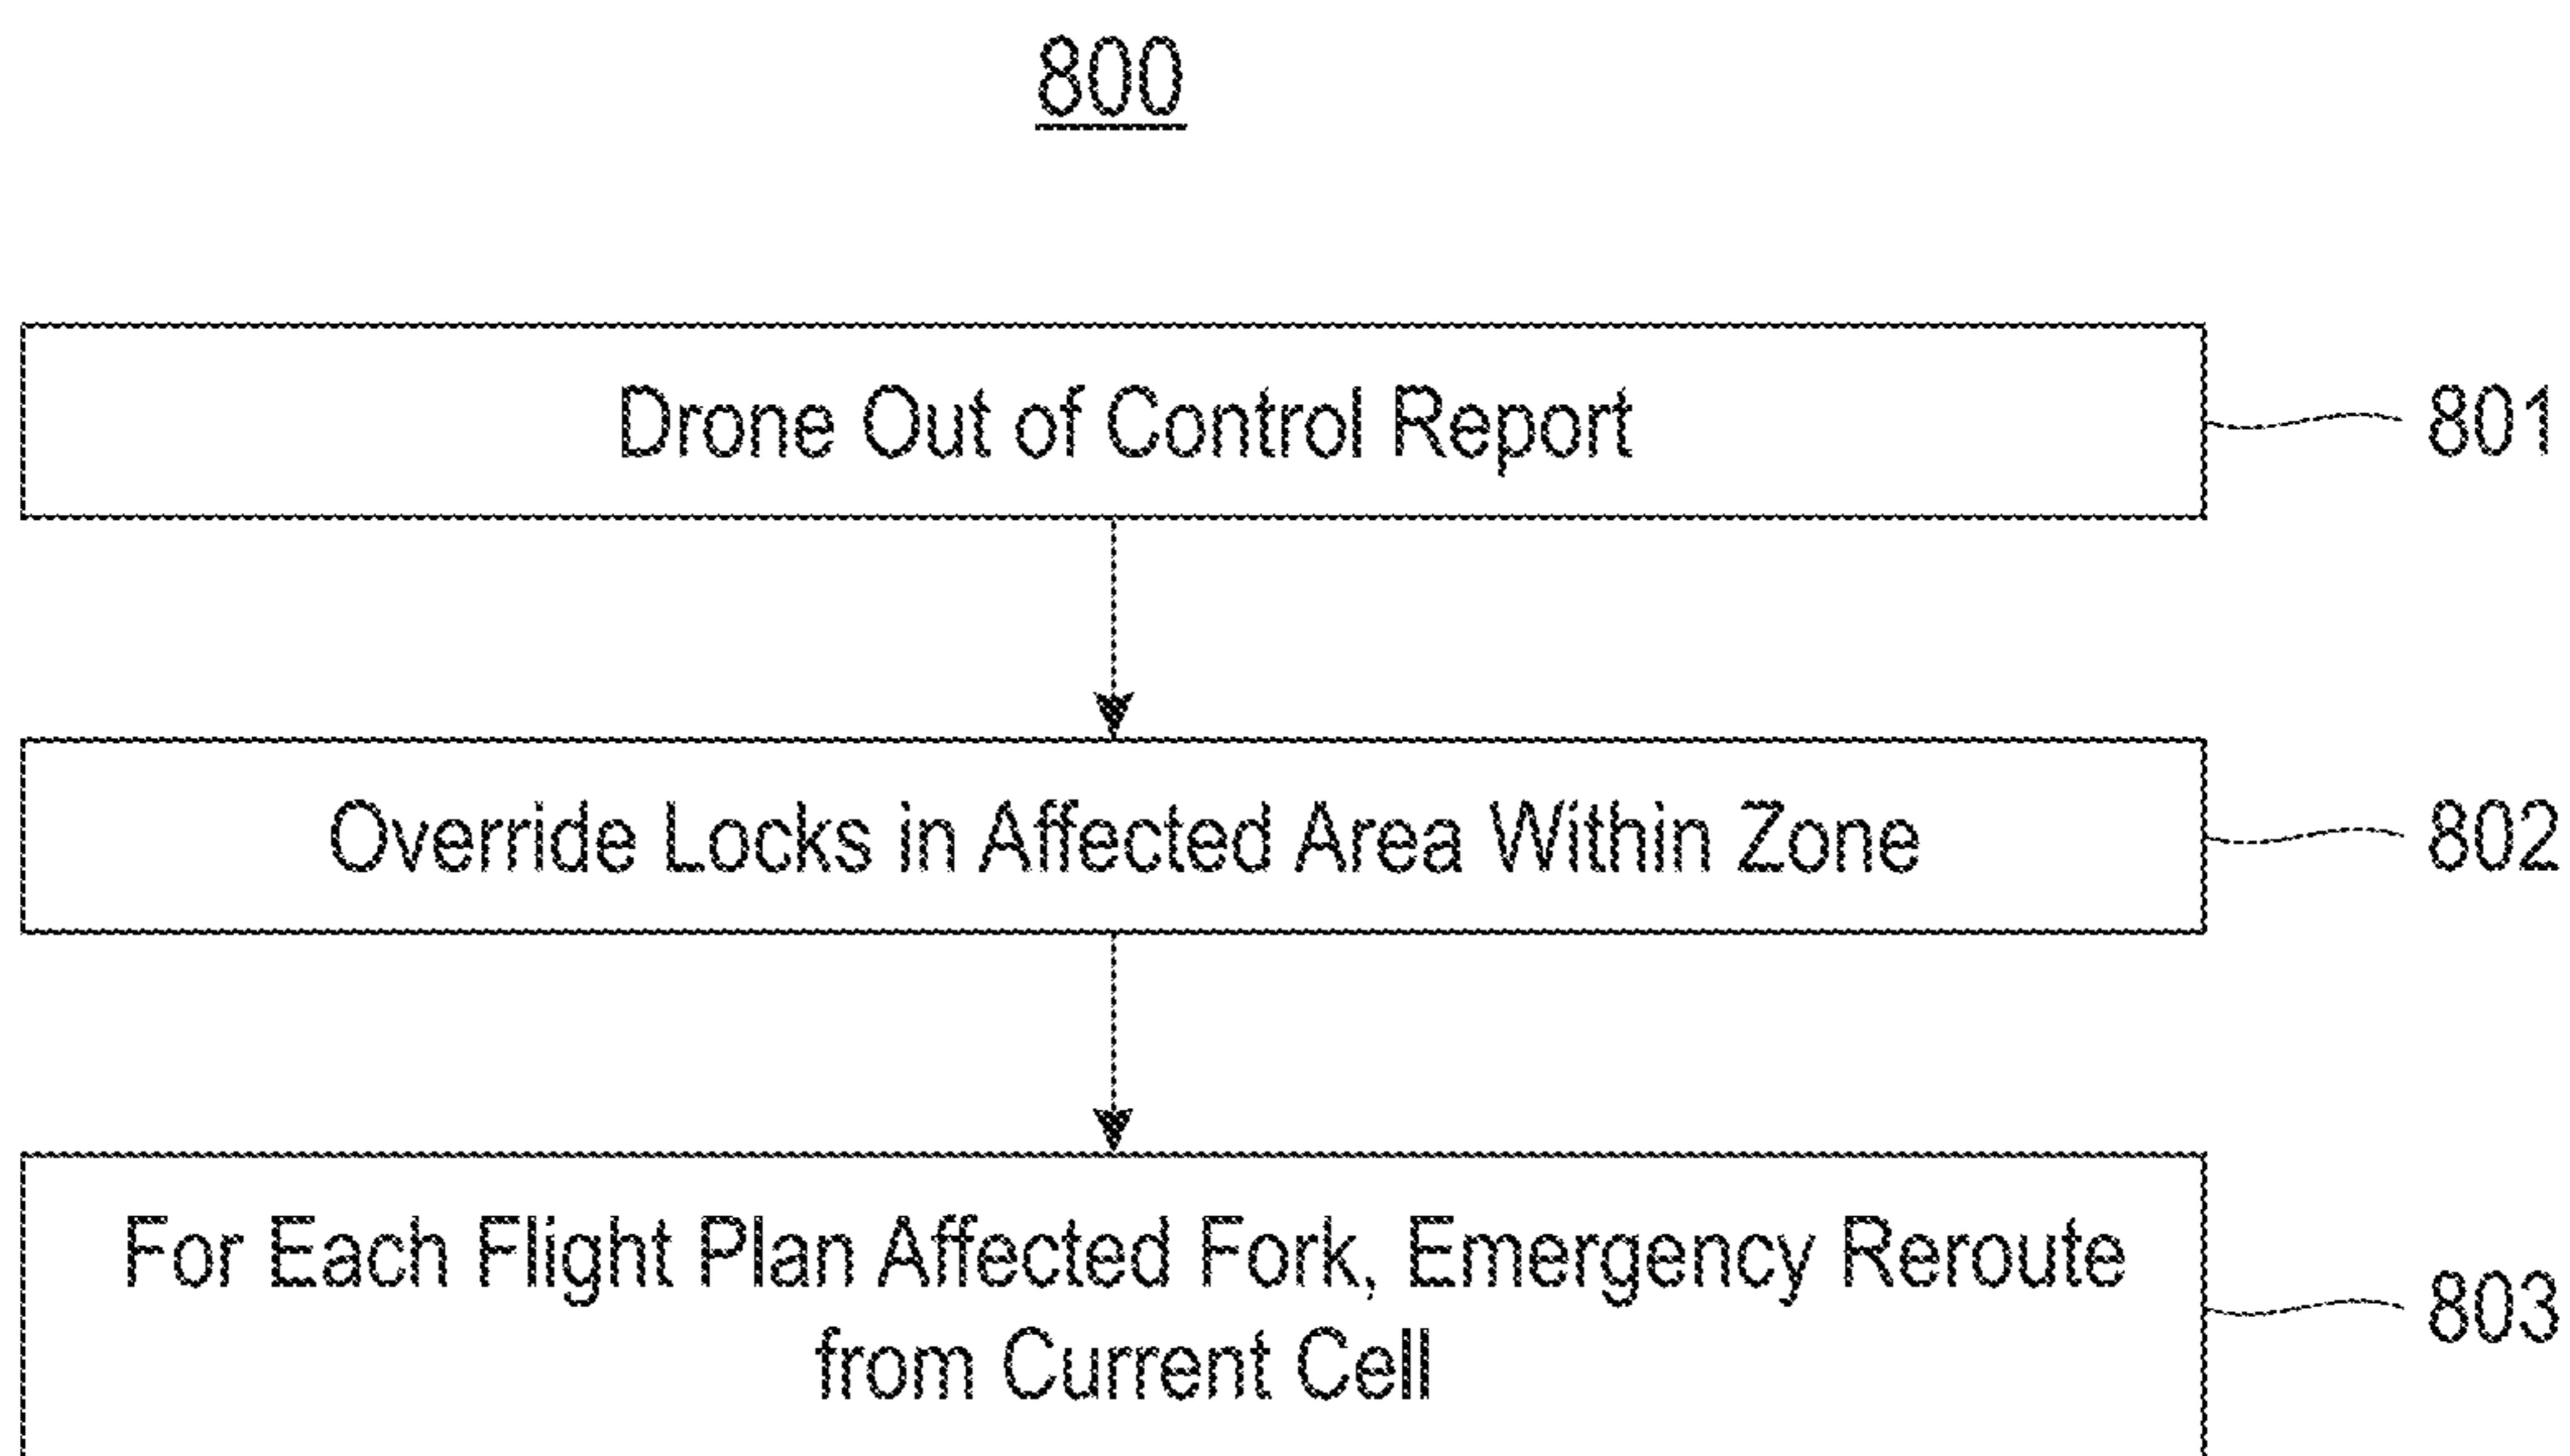 800
Drone Out of Control Report
801
Override Locks in Affected Area Within Zone
802
For Each Flight Plan Affected Fork, Emergency Reroute
from Current Cell
803